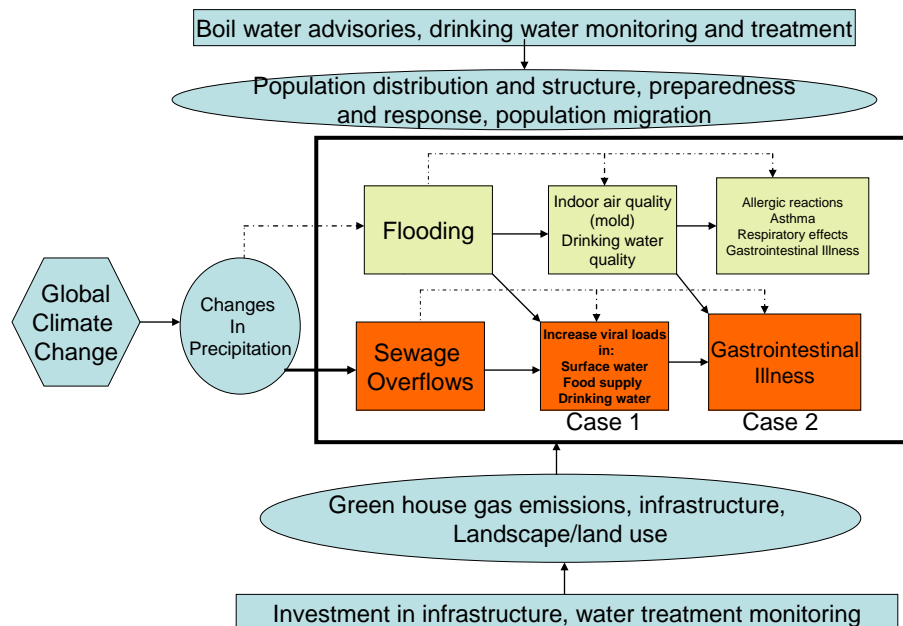 Boil water advisories, drinking water monitoring and treatment
Population distribution and structure, preparedness
and response, population migration
Flooding
Indoor air quality
(mold)
Drinking water
quality
Allergic reactions
Asthma
Respiratory effects
Gastrointestinal Illness
Global
Climate
Change
Changes
In
Precipitation
Sewage
Overflows
Increase viral loads
in:
Surface water
Food supply
Drinking water
Gastrointestinal
Illness
Case 1
Case 2
Green house gas emissions, infrastructure,
Landscape/land use
Investment in infrastructure, water treatment monitoring